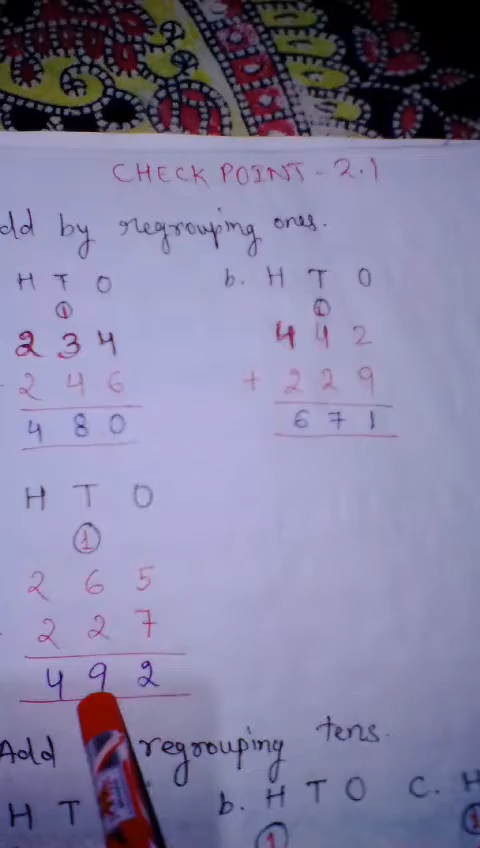 CHECK POINT - 2.1
dd by regrouping ones.
H T O
1
2 3 4
2 4 6
4 8 0
b. H T O
1
4 4 2
+ 2 2 9
6 7 1
H T O
1
2 6 5
2 2 7
4 9 2
Add regrouping tens.
H T
b. H T O
1
C. H
1